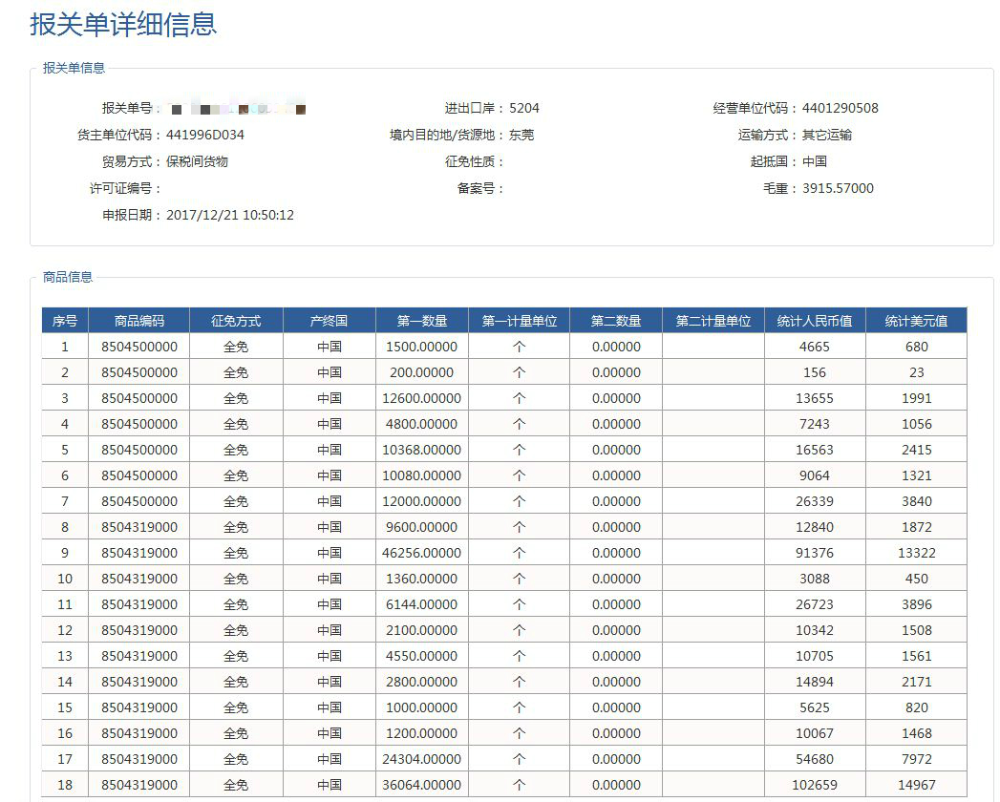 报关单详细信息
报关单信息
报关单号： 进出口岸：5204 经营单位代码：4401290508
货主单位代码：441996D034 境内目的地/货源地：东莞 运输方式：其它运输
贸易方式：保税间货物 征免性质： 起抵国：中国
许可证编号： 备案号： 毛重：3915.57000
申报日期：2017/12/21 10:50:12
商品信息
序号 商品编码 征免方式 产终国 第一数量 第一计量单位 第二数量 第二计量单位 统计人民币值 统计美元值
1 8504500000 全免 中国 1500.00000 个 0.00000 4665 680
2 8504500000 全免 中国 200.00000 个 0.00000 156 23
3 8504500000 全免 中国 12600.00000 个 0.00000 13655 1991
4 8504500000 全免 中国 4800.00000 个 0.00000 7243 1056
5 8504500000 全免 中国 10368.00000 个 0.00000 16563 2415
6 8504500000 全免 中国 10080.00000 个 0.00000 9064 1321
7 8504500000 全免 中国 12000.00000 个 0.00000 26339 3840
8 8504319000 全免 中国 9600.00000 个 0.00000 12840 1872
9 8504319000 全免 中国 46256.00000 个 0.00000 91376 13322
10 8504319000 全免 中国 1360.00000 个 0.00000 3088 450
11 8504319000 全免 中国 6144.00000 个 0.00000 26723 3896
12 8504319000 全免 中国 2100.00000 个 0.00000 10342 1508
13 8504319000 全免 中国 4550.00000 个 0.00000 10705 1561
14 8504319000 全免 中国 2800.00000 个 0.00000 14894 2171
15 8504319000 全免 中国 1000.00000 个 0.00000 5625 820
16 8504319000 全免 中国 1200.00000 个 0.00000 10067 1468
17 8504319000 全免 中国 24304.00000 个 0.00000 54680 7972
18 8504319000 全免 中国 36064.00000 个 0.00000 102659 14967